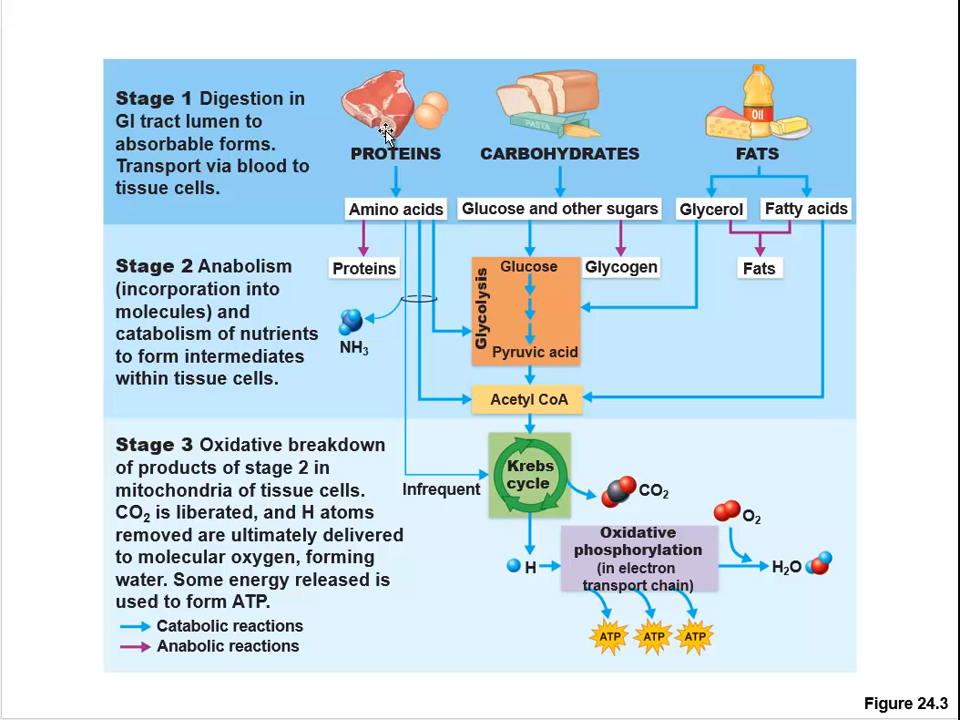 Stage 1 Digestion in
GI tract lumen to
absorbable forms.
Transport via blood to
tissue cells.
PASTA
Oil
PROTEINS
CARBOHYDRATES
FATS
Amino acids
Glucose and other sugars
Glycerol
Fatty acids
Stage 2 Anabolism
(incorporation into
molecules) and
catabolism of nutrients
to form intermediates
within tissue cells.
Proteins
NH3
Glycolysis
Glucose
Pyruvic acid
Glycogen
Fats
Acetyl CoA
Stage 3 Oxidative breakdown
of products of stage 2 in
mitochondria of tissue cells.
CO2 is liberated, and H atoms
removed are ultimately delivered
to molecular oxygen, forming
water. Some energy released is
used to form ATP.
Infrequent
Krebs
cycle
CO2
O2
H
Oxidative
phosphorylation
(in electron
transport chain)
H2O
ATP
ATP
ATP
Catabolic reactions
Anabolic reactions
Figure 24.3